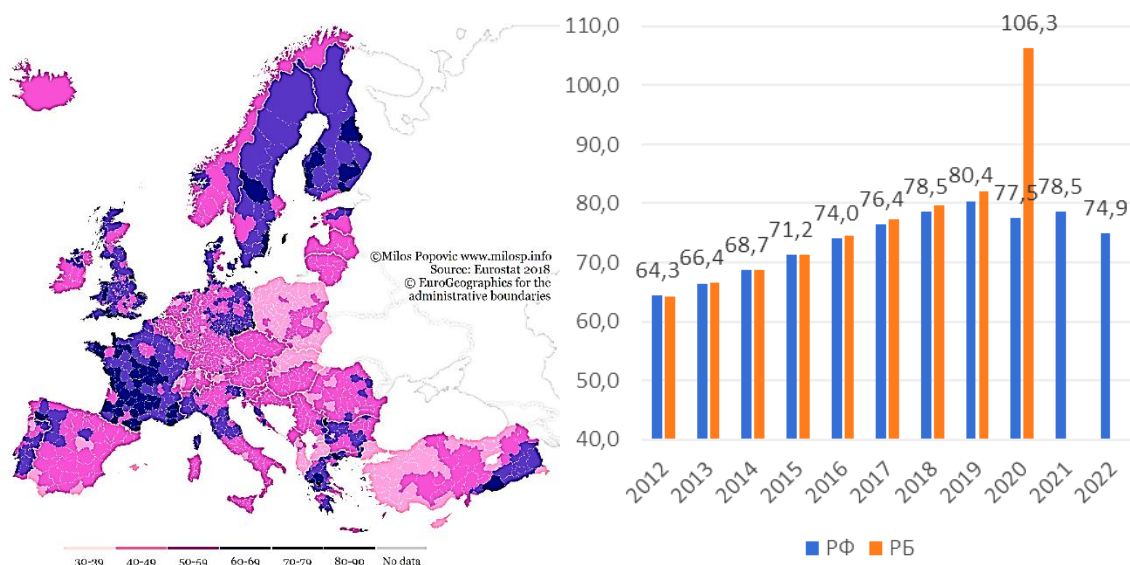 ©Milos Popovic www.milosp.info
Source: Eurostat 2018
© EuroGeographics for the
administrative boundaries
30-39 40-49 50-59 60-69 70-79 80-90 No data
110,0
100,0
90,0
80,0
70,0
60,0
50,0
40,0
64,3
66,4
68,7
71,2
74,0
76,4
78,5
80,4
77,5
106,3
78,5
74,9
2012 2013 2014 2015 2016 2017 2018 2019 2020 2021 2022
РФ РБ